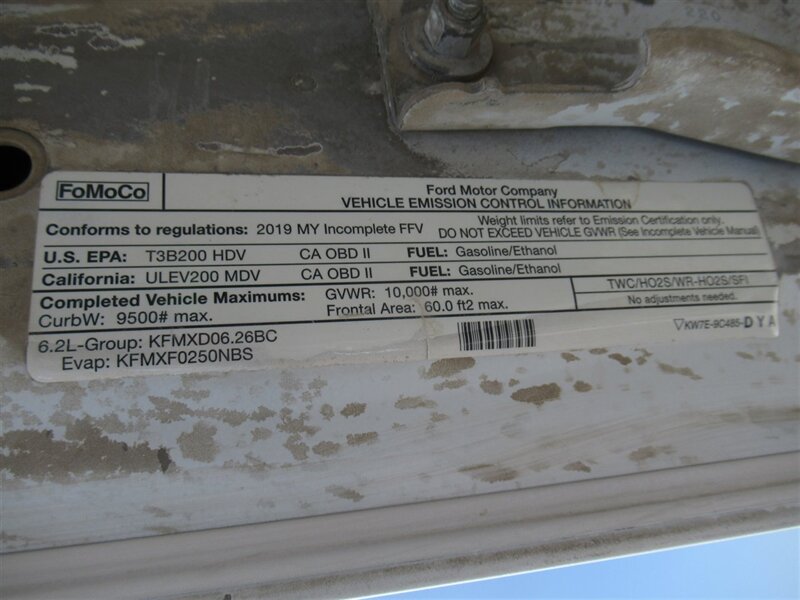 220
FoMoCo
Ford Motor Company
VEHICLE EMISSION CONTROL INFORMATION
Conforms to regulations: 2019 MY Incomplete FFV
Weight limits refer to Emission Certification only.
DO NOT EXCEED VEHICLE GVWR (See Incomplete Vehicle Manual)
U.S. EPA: T3B200 HDV CA OBD II FUEL: Gasoline/Ethanol
California: ULEV200 MDV CA OBD II FUEL: Gasoline/Ethanol
Completed Vehicle Maximums: GVWR: 10,000# max.
CurbW: 9500# max. Frontal Area: 60.0 ft2 max.
TWC/HO2S/WR-HO2S/SFI
No adjustments needed.
6.2L-Group: KFMXD06.26BC
Evap: KFMXF0250NBS
▽KW7E-9C485-D Y A